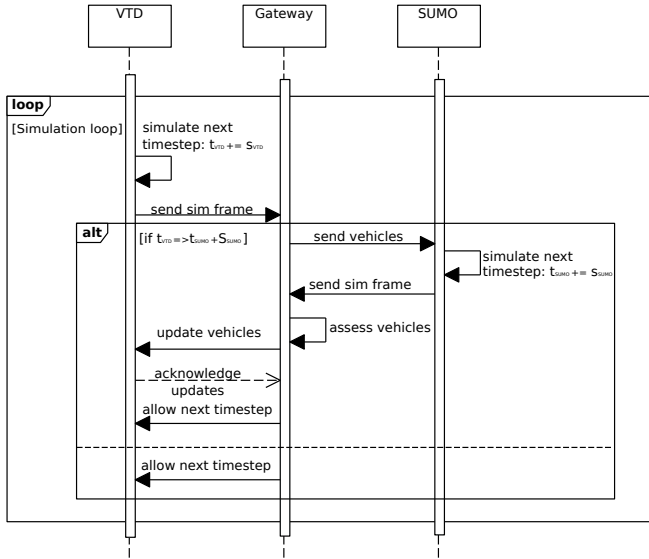 VTD
Gateway
SUMO
loop
[Simulation loop]
simulate next
timestep: tVTD += sVTD
send sim frame
alt
[if tVTD=>tSUMO+SSUMO]
send vehicles
simulate next
timestep: tSUMO += sSUMO
send sim frame
assess vehicles
update vehicles
acknowledge
updates
allow next timestep
allow next timestep